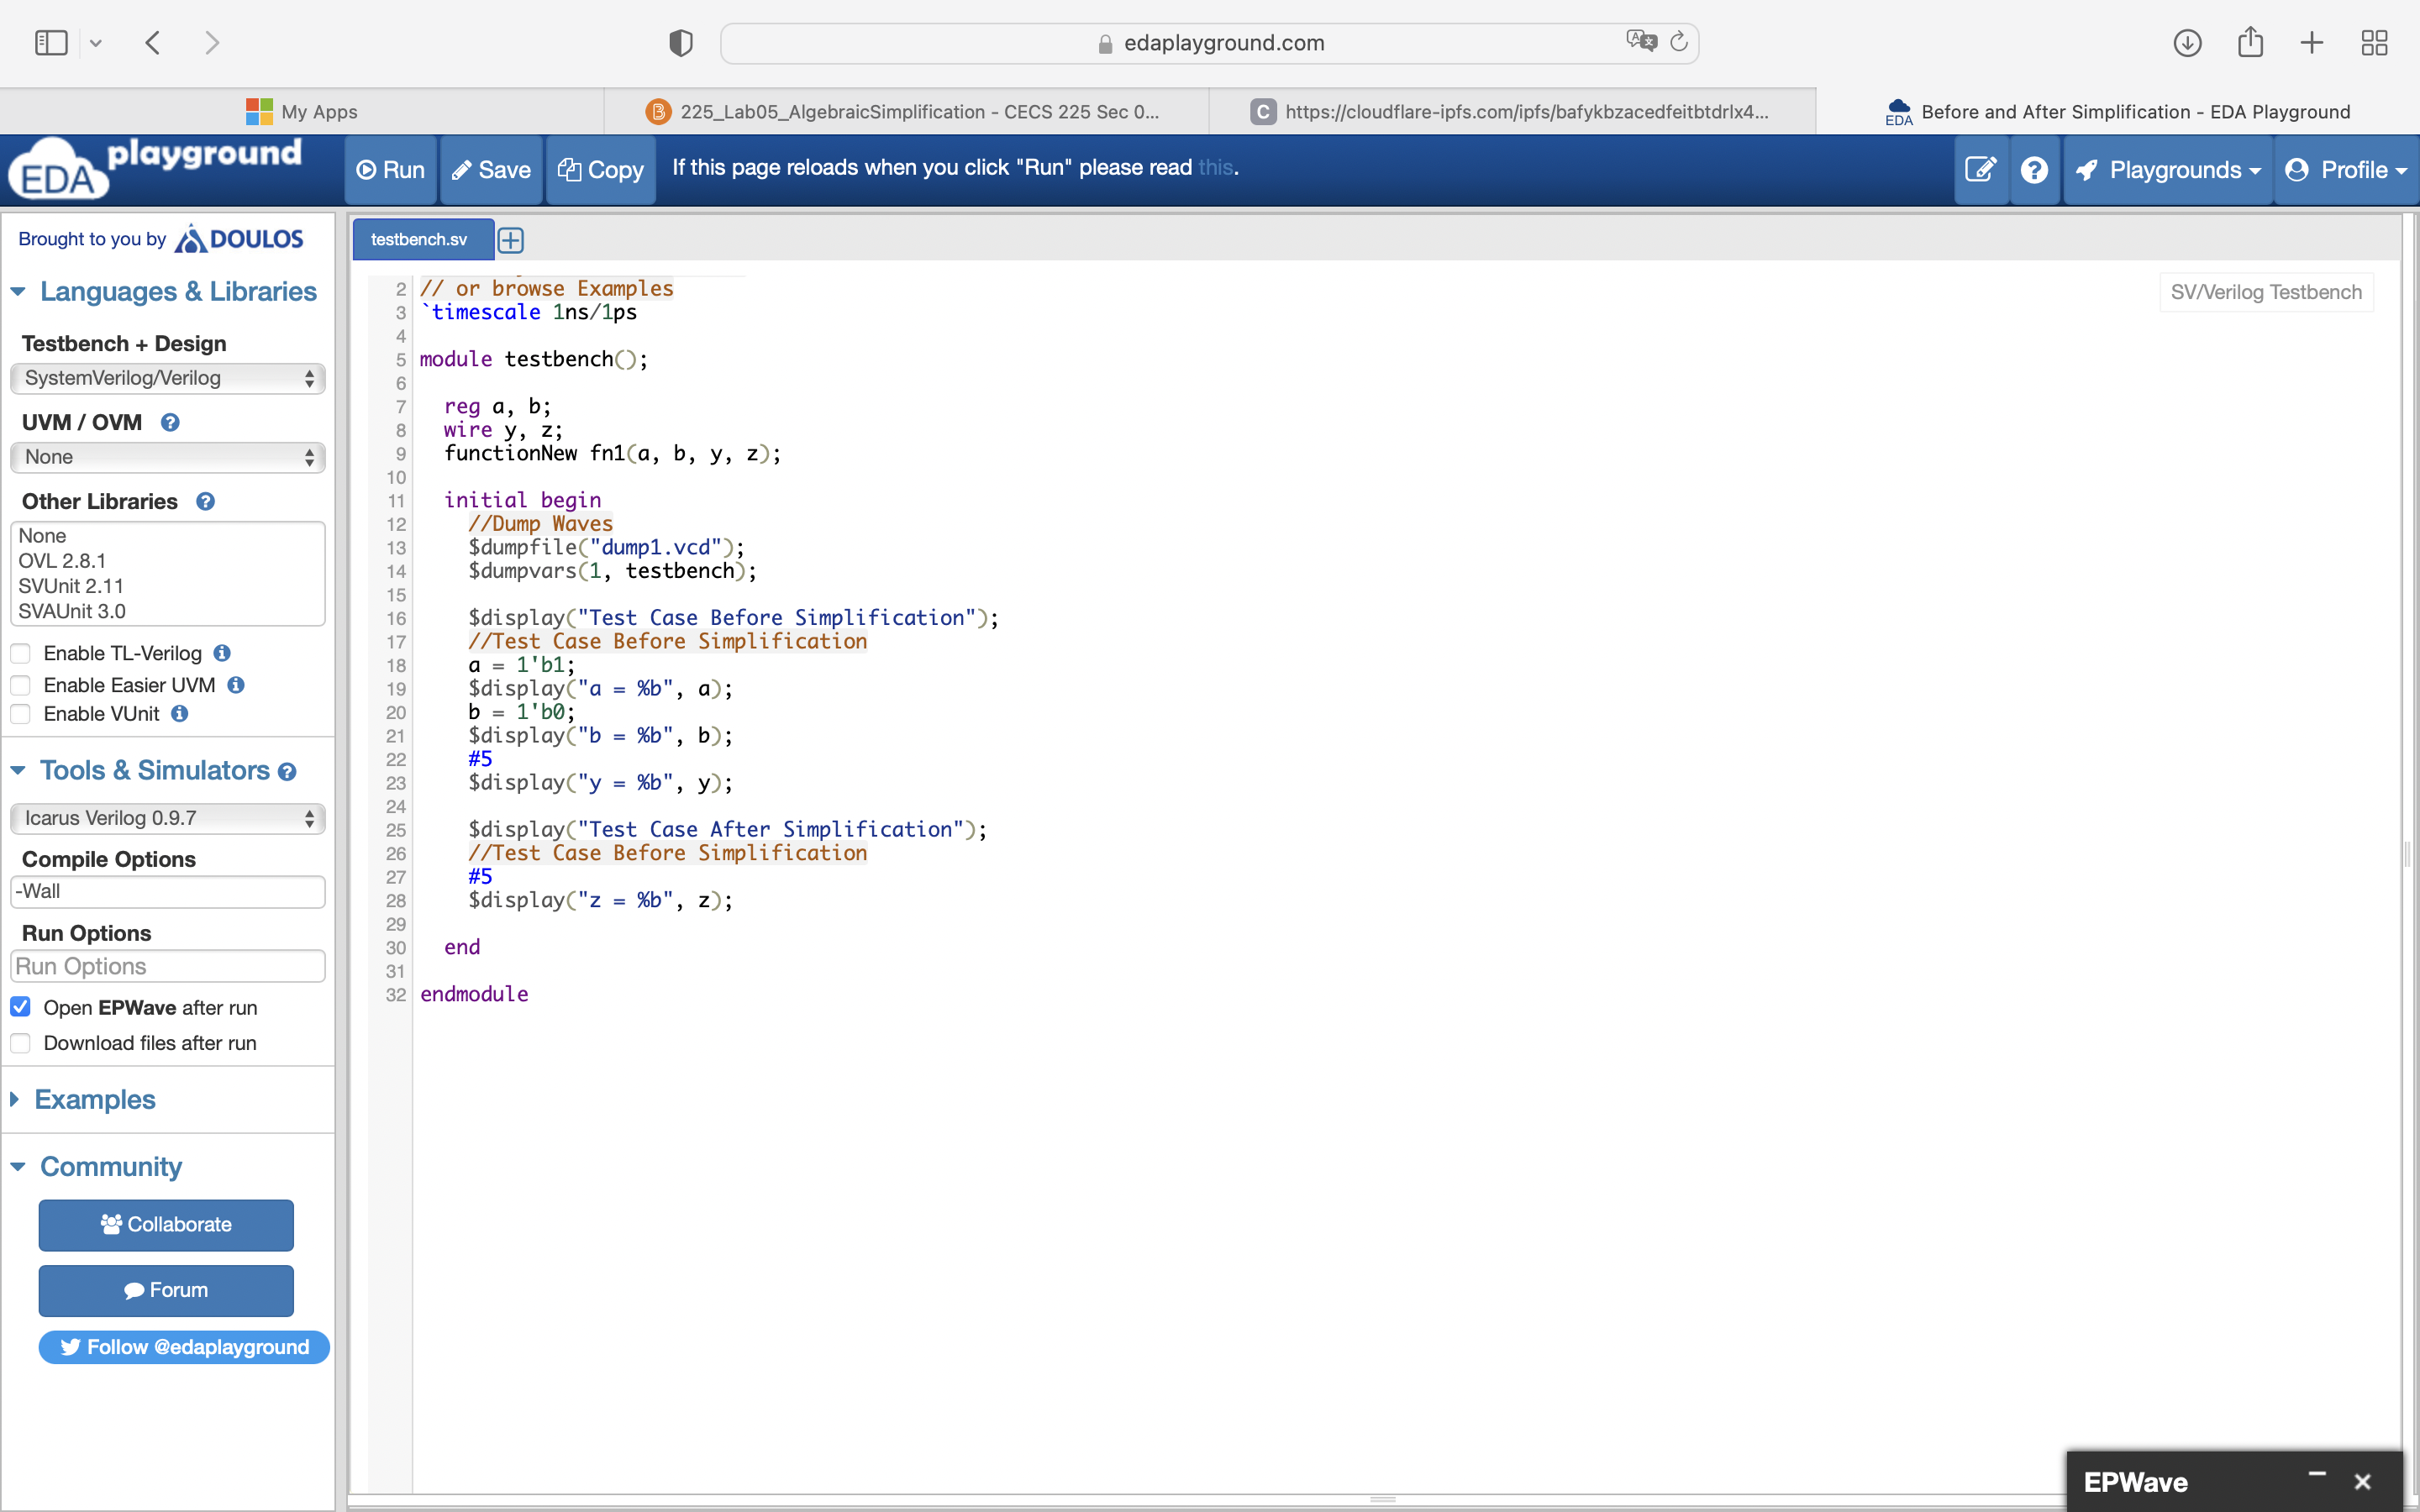 edaplayground.com
My Apps
225_Lab05_AlgebraicSimplification - CECS 225 Sec 0...
C https://cloudflare-ipfs.com/ipfs/bafykbzacedfeitbtdrlx4...
EDA Before and After Simplification - EDA Playground
EDA playground
Run Save Copy If this page reloads when you click "Run" please read this.
Playgrounds Profile
Brought to you by DOULOS
Languages & Libraries
Testbench + Design
SystemVerilog/Verilog
UVM / OVM
None
Other Libraries
None
OVL 2.8.1
SVUnit 2.11
SVAUnit 3.0
Enable TL-Verilog
Enable Easier UVM
Enable VUnit
Tools & Simulators
Icarus Verilog 0.9.7
Compile Options
-Wall
Run Options
Run Options
Open EPWave after run
Download files after run
Examples
Community
Collaborate
Forum
Follow @edaplayground
testbench.sv
SV/Verilog Testbench
2 // or browse Examples
3 `timescale 1ns/1ps
4
5 module testbench();
6
7 reg a, b;
8 wire y, z;
9 functionNew fn1(a, b, y, z);
10
11 initial begin
12 //Dump Waves
13 $dumpfile("dump1.vcd");
14 $dumpvars(1, testbench);
15
16 $display("Test Case Before Simplification");
17 //Test Case Before Simplification
18 a = 1'b1;
19 $display("a = %b", a);
20 b = 1'b0;
21 $display("b = %b", b);
22 #5
23 $display("y = %b", y);
24
25 $display("Test Case After Simplification");
26 //Test Case Before Simplification
27 #5
28 $display("z = %b", z);
29
30 end
31
32 endmodule
EPWave